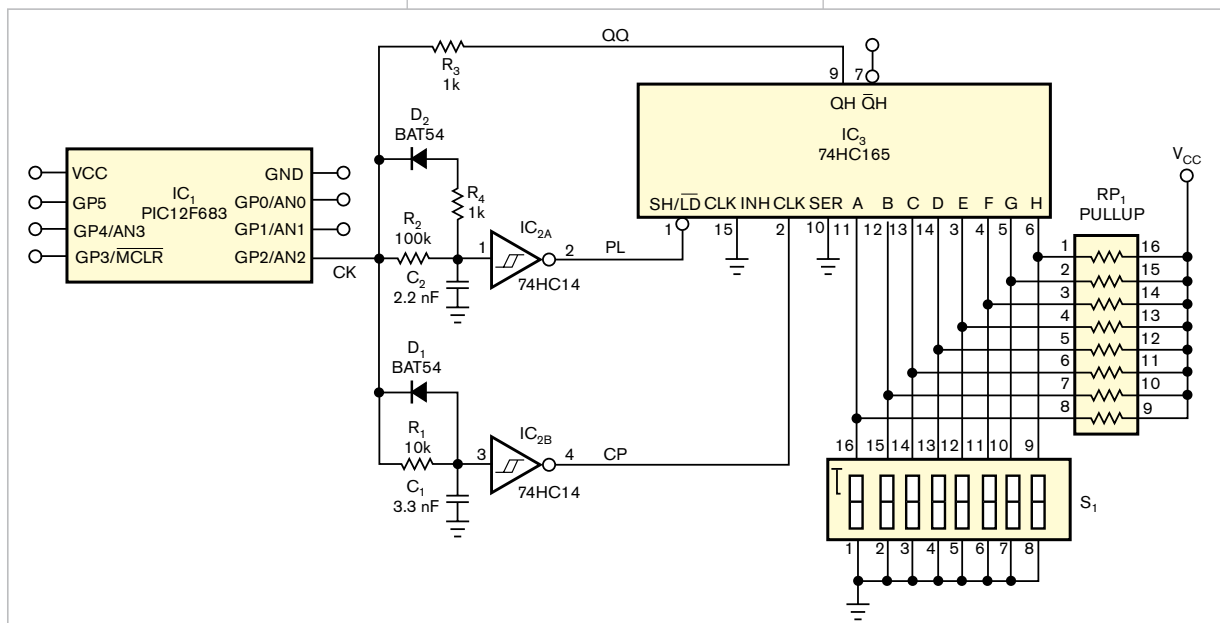 QQ
R3
1k
9
7
QH Q̅H̅
IC3
74HC165
D2
BAT54
VCC
GND
IC1
PIC12F683
GP5
GP0/AN0
GP4/AN3
GP1/AN1
GP3/M̅C̅L̅R̅
GP2/AN2
CK
R4
1k
R2
100k
C2
2.2 nF
1
IC2A
2
74HC14
PL
SH/L̅D̅ CLK INH CLK SER A B C D E F G H
1
15
2
10
11
12
13
14
3
4
5
6
VCC
RP1
PULLUP
1
16
2
15
3
14
4
13
5
12
6
11
7
10
8
9
D1
BAT54
R1
10k
C1
3.3 nF
3
IC2B
4
74HC14
CP
16 15 14 13 12 11 10 9
S1
1 2 3 4 5 6 7 8